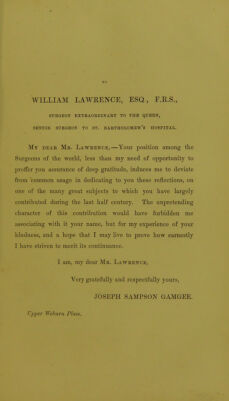 TO
WILLIAM LAWRENCE, ESQ., F.R.S.,
SURGEON EXTRAORDINARY TO THE QUEEN,
SENIOR SURGEON TO ST. BARTHOLOMEW'S HOSPITAL.
MY DEAR MR. LAWRENCE,—Your position among the
Surgeons of the world, less than my need of opportunity to
proffer you assurance of deep gratitude, induces me to deviate
from common usage in dedicating to you these reflections, on
one of the many great subjects to which you have largely
contributed during the last half century. The unpretending
character of this contribution would have forbidden me
associating with it your name, but for my experience of your
kindness, and a hope that I may live to prove how earnestly
I have striven to merit its continuance.
I am, my dear MR. LAWRENCE,
Very gratefully and respectfully yours,
JOSEPH SAMPSON GAMGEE.
Upper Woburn Place.